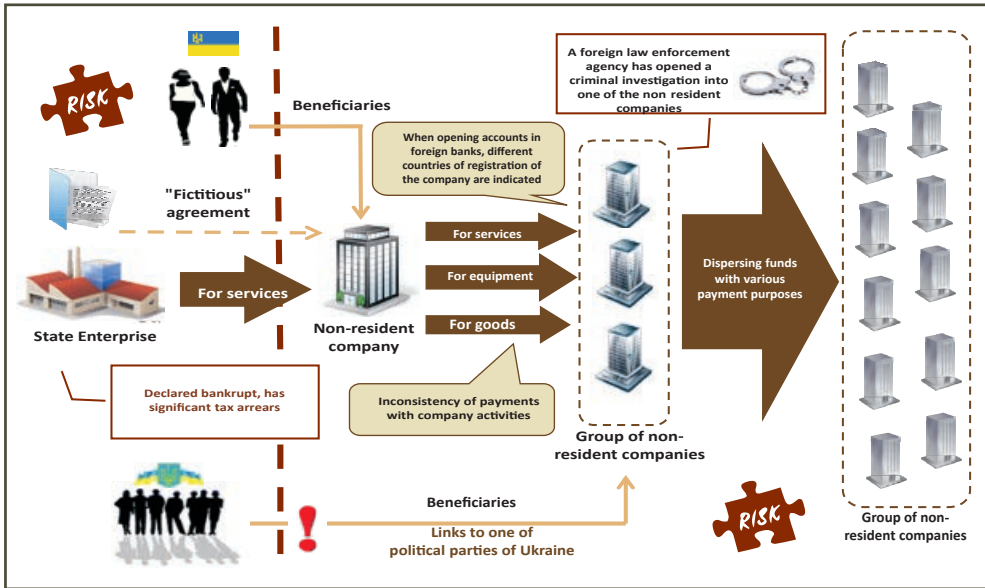 RISK
Beneficiaries
A foreign law enforcement
agency has opened a
criminal investigation into
one of the non resident
companies
When opening accounts in
foreign banks, different
countries of registration of
the company are indicated
"Fictitious"
agreement
For services
State Enterprise
Non-resident
company
For services
For equipment
For goods
Dispersing funds
with various
payment purposes
Declared bankrupt, has
significant tax arrears
Inconsistency of payments
with company activities
Group of non-
resident companies
Beneficiaries
Links to one of
political parties of Ukraine
RISK
Group of non-
resident companies